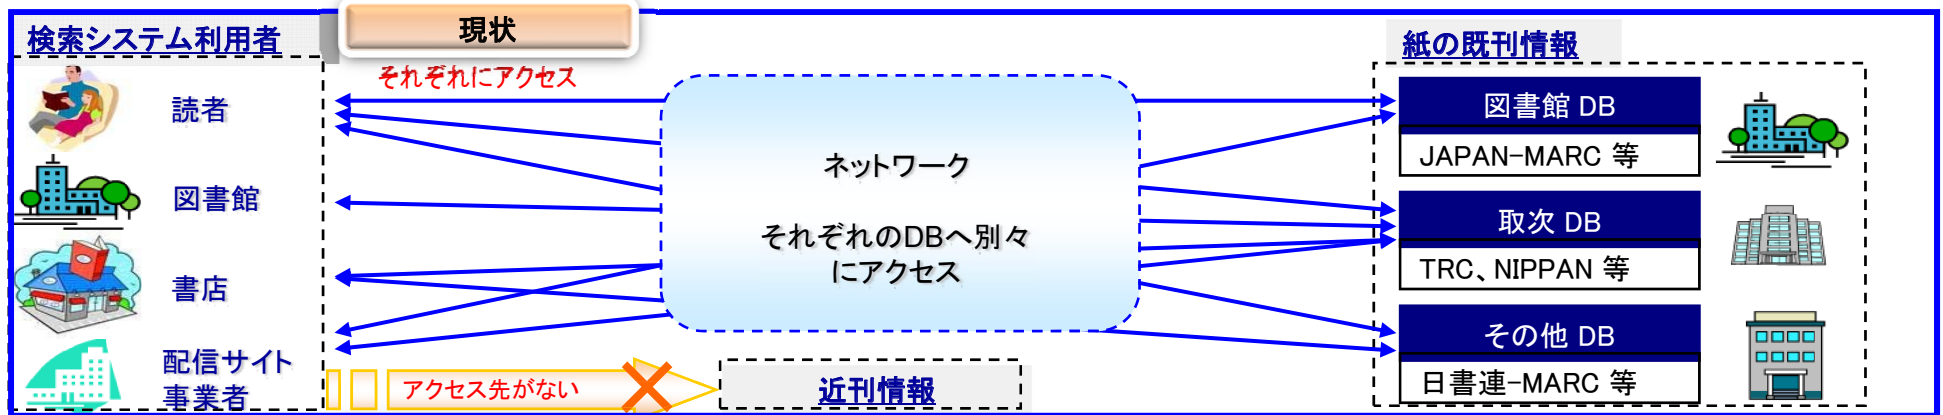 現状
検索システム利用者
紙の既刊情報
それぞれにアクセス
読者
図書館
書店
配信サイト
事業者
ネットワーク
それぞれのDBへ別々
にアクセス
図書館 DB
JAPAN-MARC 等
取次 DB
TRC、NIPPAN 等
その他 DB
日書連-MARC 等
アクセス先がない
近刊情報